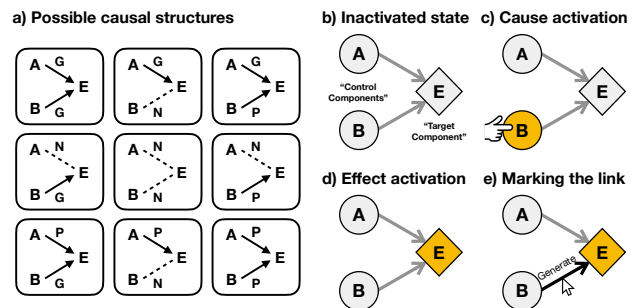 a) Possible causal structures
A G E B G
A G E B N
A G E B P
A N E B G
A N E B N
A N E B P
A P E B G
A P E B N
A P E B P
b) Inactivated state
A
“Control
Components”
E
B
“Target
Component”
c) Cause activation
A
E
B
d) Effect activation
A
E
B
e) Marking the link
A
E
Generate
B